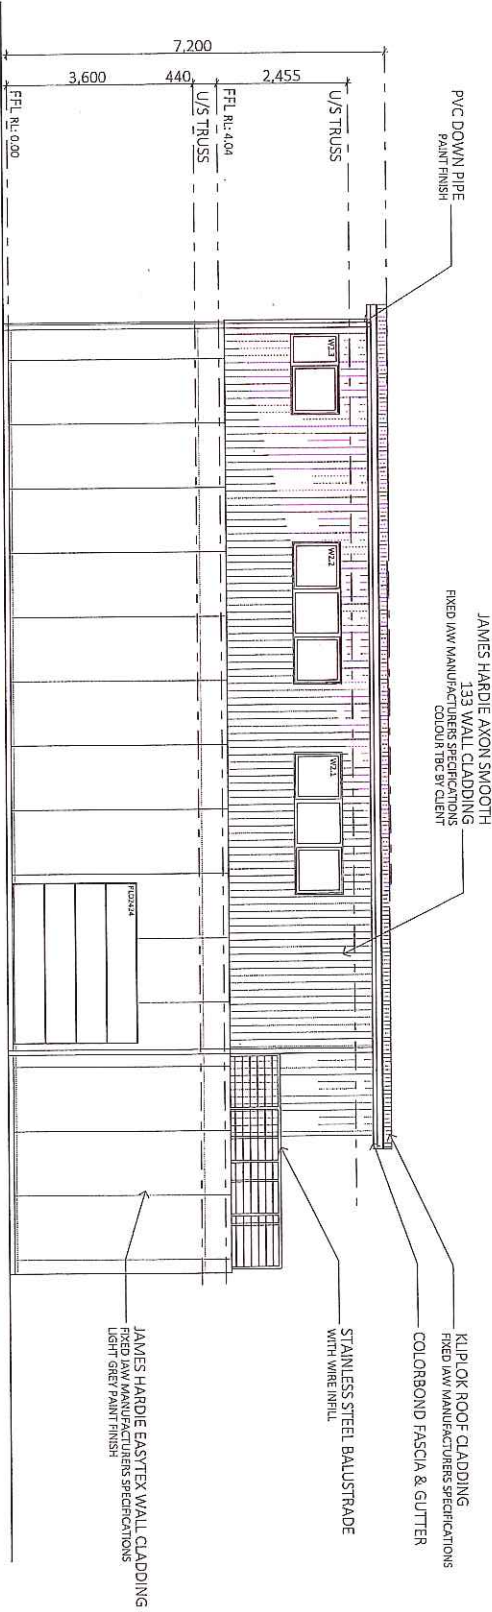 7,200
3,600
440
2,455
FFL RL: 0.00
U/S TRUSS
FFL RL: 4.04
U/S TRUSS
PVC DOWN PIPE
PAINT FINISH
JAMES HARDIE AXON SMOOTH
133 WALL CLADDING
FIXED IAW MANUFACTURERS SPECIFICATIONS
COLOUR TBC BY CLIENT
W2.3
W2.2
W2.1
KLIPLOK ROOF CLADDING
FIXED IAW MANUFACTURERS SPECIFICATIONS
COLORBOND FASCIA & GUTTER
STAINLESS STEEL BALUSTRADE
WITH WIRE INFILL
JAMES HARDIE EASYTEX WALL CLADDING
FIXED IAW MANUFACTURERS SPECIFICATIONS
LIGHT GREY PAINT FINISH